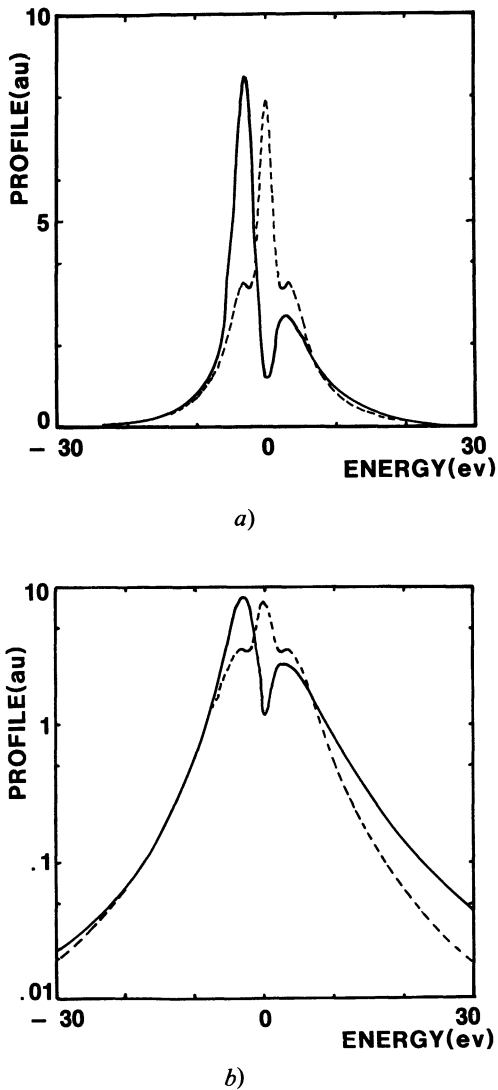 10
PROFILE(au)
5
0
– 30
0
30
ENERGY(ev)
a)
10
PROFILE(au)
1
.1
.01
– 30
0
30
ENERGY(ev)
b)